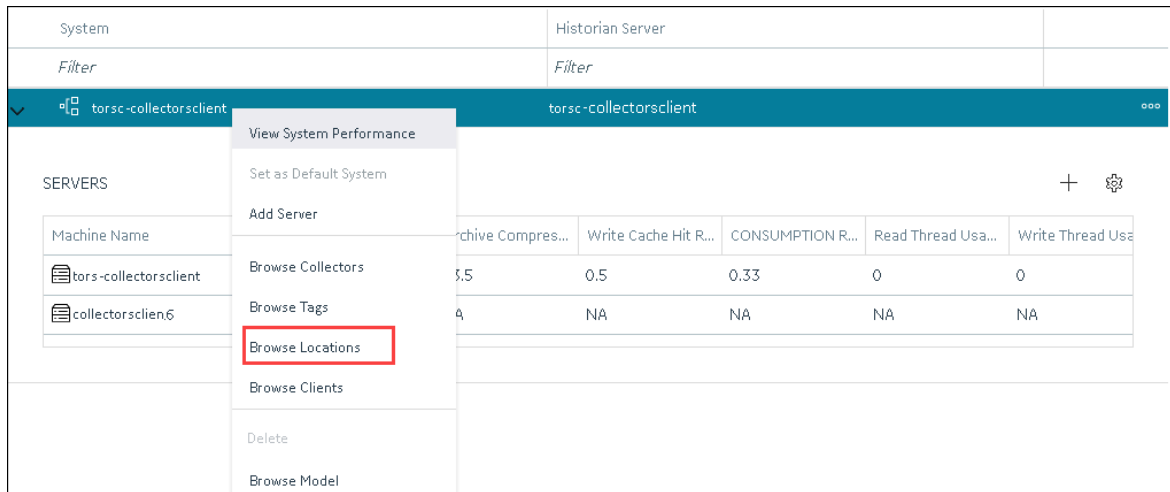 System Historian Server
Filter Filter
torsc-collectorsclient torsc-collectorsclient
View System Performance
Set as Default System
SERVERS
Add Server
Machine Name rchive Compres... Write Cache Hit R... CONSUMPTION R... Read Thread Usa... Write Thread Usa
Browse Collectors
tors-collectorsclient 3.5 0.5 0.33 0 0
Browse Tags
collectorsclien.6 A NA NA NA NA
Browse Locations
Browse Clients
Delete
Browse Model